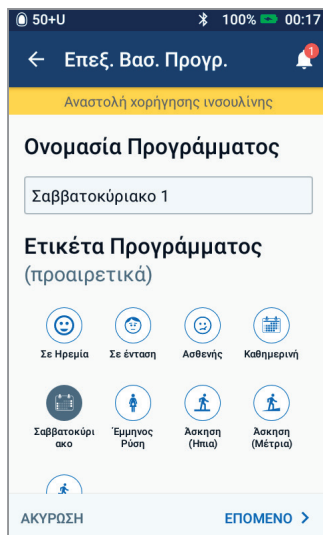 50+U 100% 00:17
Επεξ. Βασ. Προγρ. 1
Αναστολή χορήγησης ινσουλίνης
Ονομασία Προγράμματος
Σαββατοκύριακο 1
Ετικέτα Προγράμματος
(προαιρετικά)
Σε Ηρεμία Σε ένταση Ασθενής Καθημερινή
Σαββατοκύρι Έμμηνος Άσκηση Άσκηση
ακο Ρύση (Ηπια) (Μέτρια)
ΑΚΥΡΩΣΗ ΕΠΟΜΕΝΟ